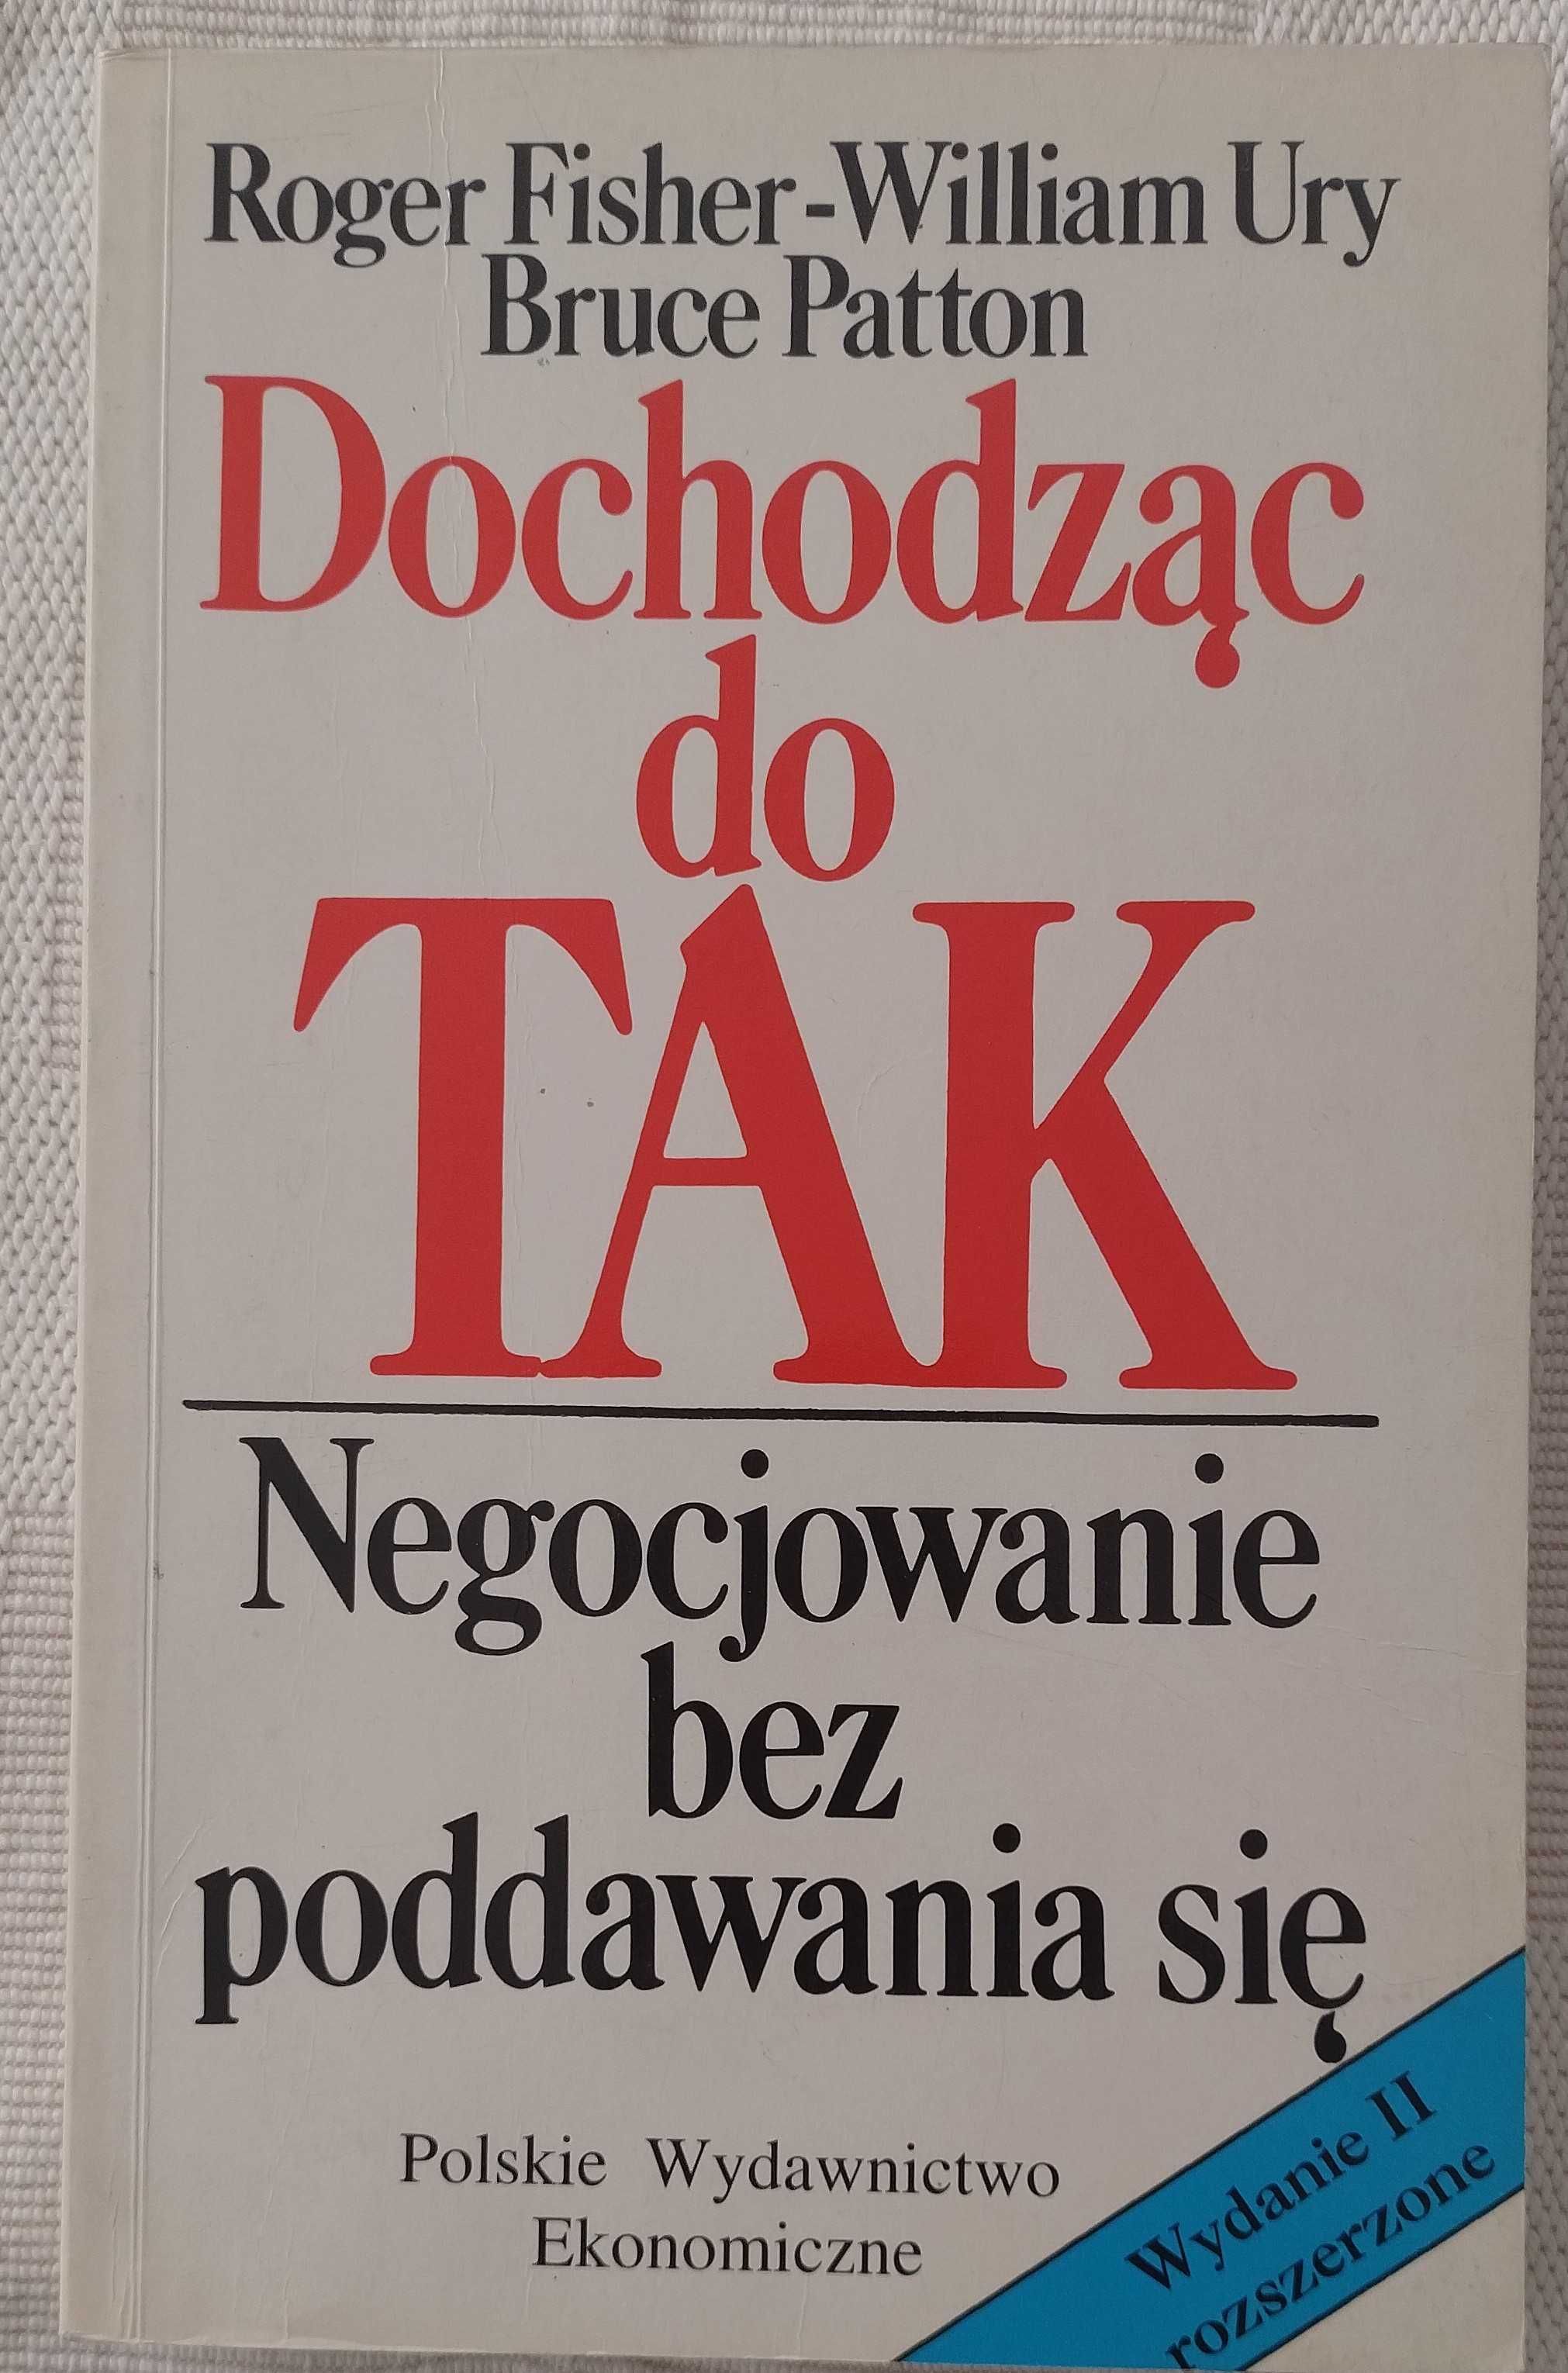 Roger Fisher-William Ury
Bruce Patton
Dochodząc
do
TAK
Negocjowanie
bez
poddawania się
Polskie Wydawnictwo
Ekonomiczne
Wydanie II
rozszerzone